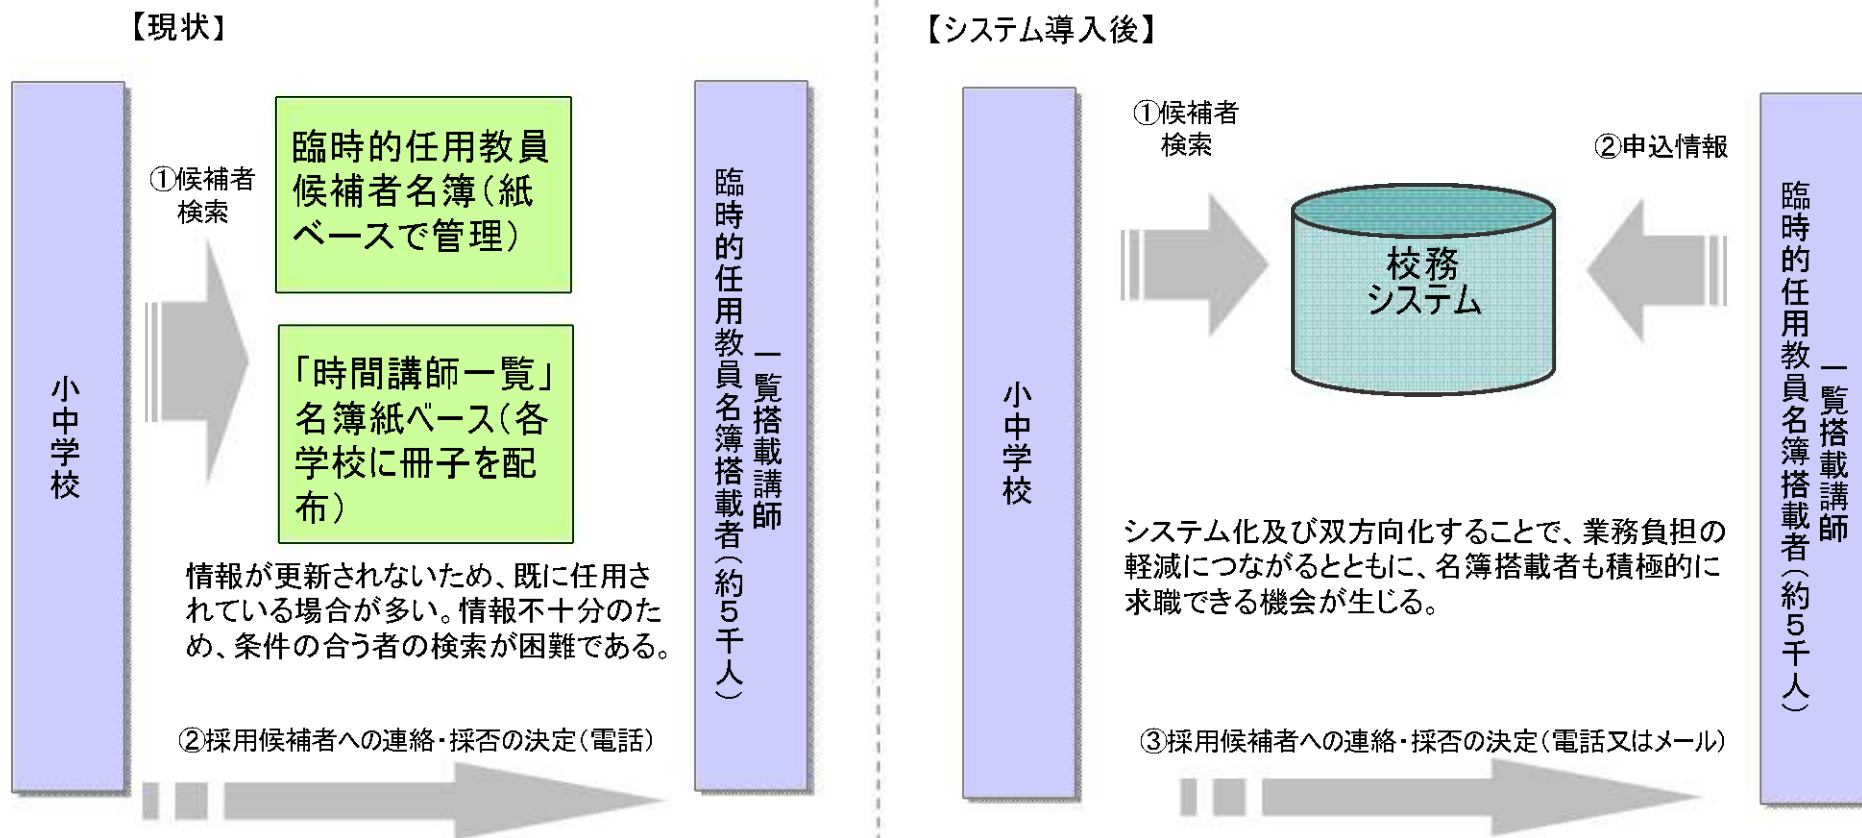 【現状】
小中学校
①候補者
検索
臨時的任用教員
候補者名簿(紙
ベースで管理)
「時間講師一覧」
名簿紙ベース(各
学校に冊子を配
布)
情報が更新されないため、既に任用さ
れている場合が多い。情報不十分のた
め、条件の合う者の検索が困難である。
②採用候補者への連絡・採否の決定(電話)
一覧搭載講師
臨時的任用教員名簿搭載者(約5千人)
【システム導入後】
小中学校
①候補者
検索
②申込情報
校務
システム
システム化及び双方向化することで、業務負担の
軽減につながるとともに、名簿搭載者も積極的に
求職できる機会が生じる。
③採用候補者への連絡・採否の決定(電話又はメール)
一覧搭載講師
臨時的任用教員名簿搭載者(約5千人)